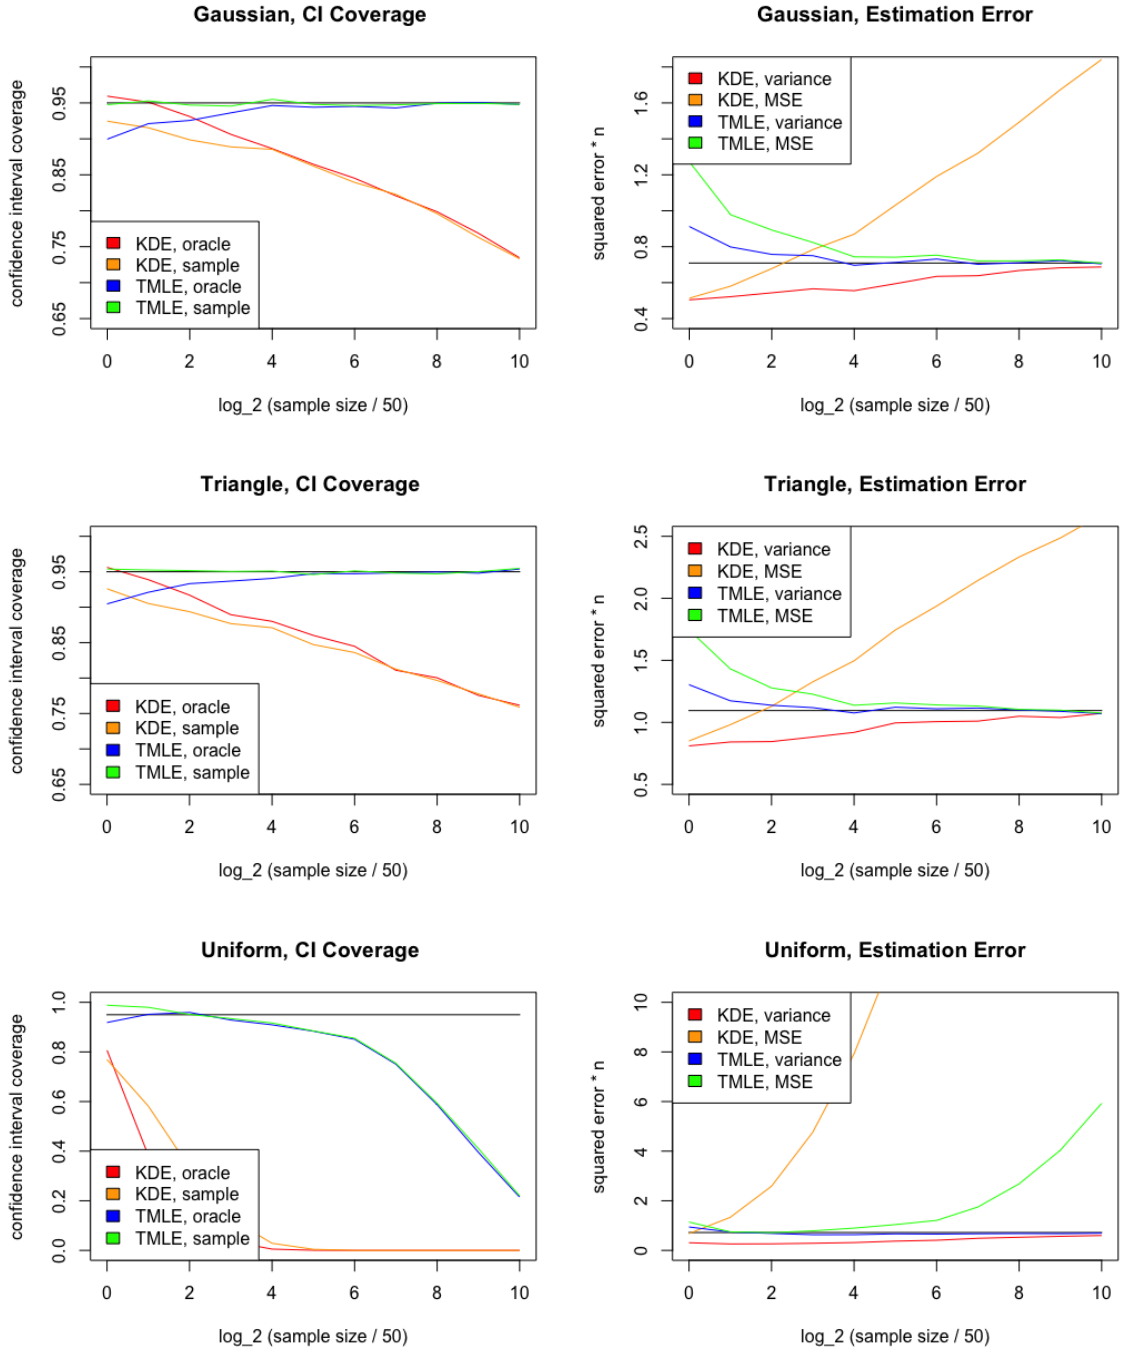 Gaussian, CI Coverage
confidence interval coverage
0.95
0.85
0.75
0.65
KDE, oracle
KDE, sample
TMLE, oracle
TMLE, sample
0 2 4 6 8 10
log_2 (sample size / 50)
Gaussian, Estimation Error
squared error * n
1.6
1.2
0.8
0.4
KDE, variance
KDE, MSE
TMLE, variance
TMLE, MSE
0 2 4 6 8 10
log_2 (sample size / 50)
Triangle, CI Coverage
confidence interval coverage
0.95
0.85
0.75
0.65
KDE, oracle
KDE, sample
TMLE, oracle
TMLE, sample
0 2 4 6 8 10
log_2 (sample size / 50)
Triangle, Estimation Error
squared error * n
2.5
2.0
1.5
1.0
0.5
KDE, variance
KDE, MSE
TMLE, variance
TMLE, MSE
0 2 4 6 8 10
log_2 (sample size / 50)
Uniform, CI Coverage
confidence interval coverage
1.0
0.8
0.6
0.4
0.2
0.0
KDE, oracle
KDE, sample
TMLE, oracle
TMLE, sample
0 2 4 6 8 10
log_2 (sample size / 50)
Uniform, Estimation Error
squared error * n
10
8
6
4
2
0
KDE, variance
KDE, MSE
TMLE, variance
TMLE, MSE
0 2 4 6 8 10
log_2 (sample size / 50)